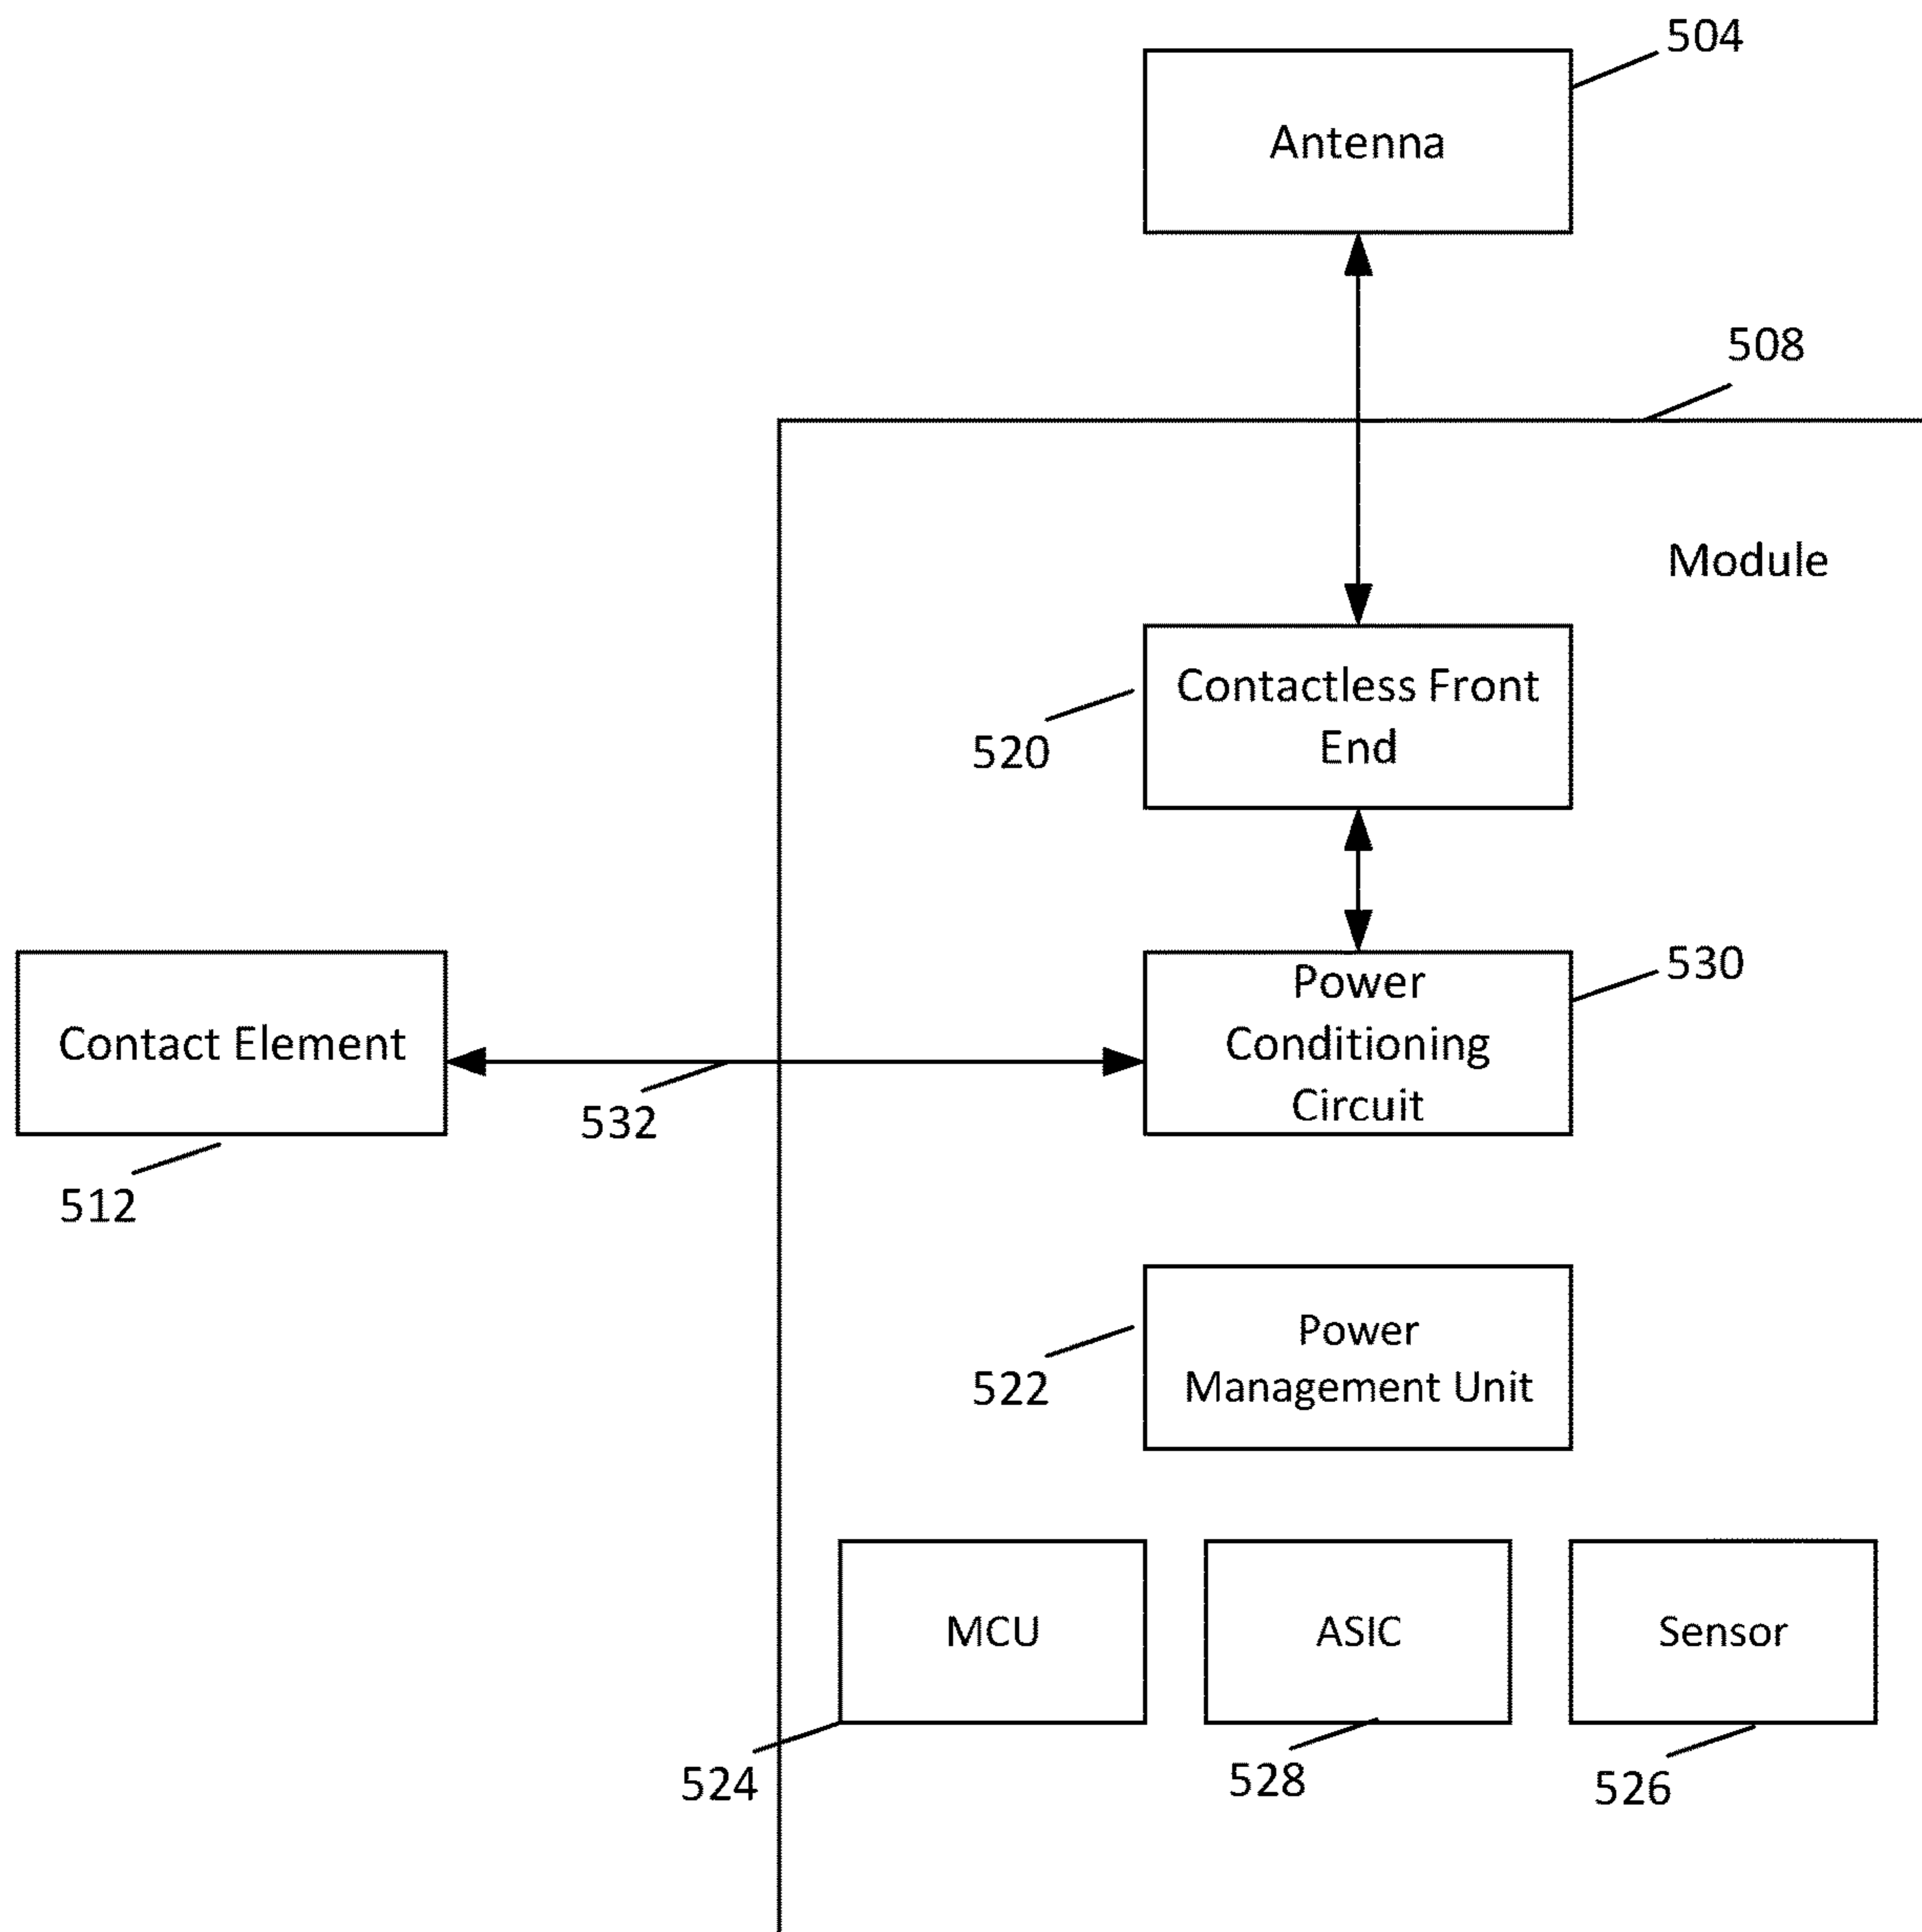 504
Antenna
508
Module
Contactless Front
End
520
530
Power
Conditioning
Circuit
Contact Element
532
512
Power
Management Unit
522
MCU
ASIC
Sensor
524
528
526